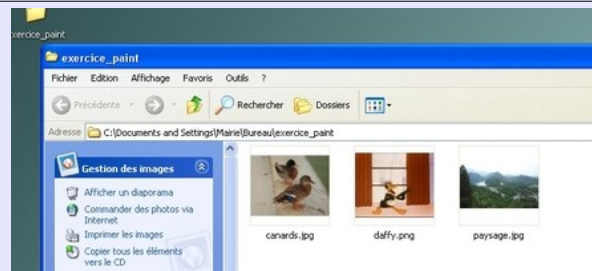 exercice_paint
exercice_paint
Fichier Edition Affichage Favoris Outils ?
Précédente Rechercher Dossiers
Adresse C:\Documents and Settings\Mairie\Bureau\exercice_paint
Gestion des images
Afficher un diaporama
Commander des photos via
Internet
Imprimer les images
Copier tous les éléments
vers le CD
canards.jpg daffy.png paysage.jpg